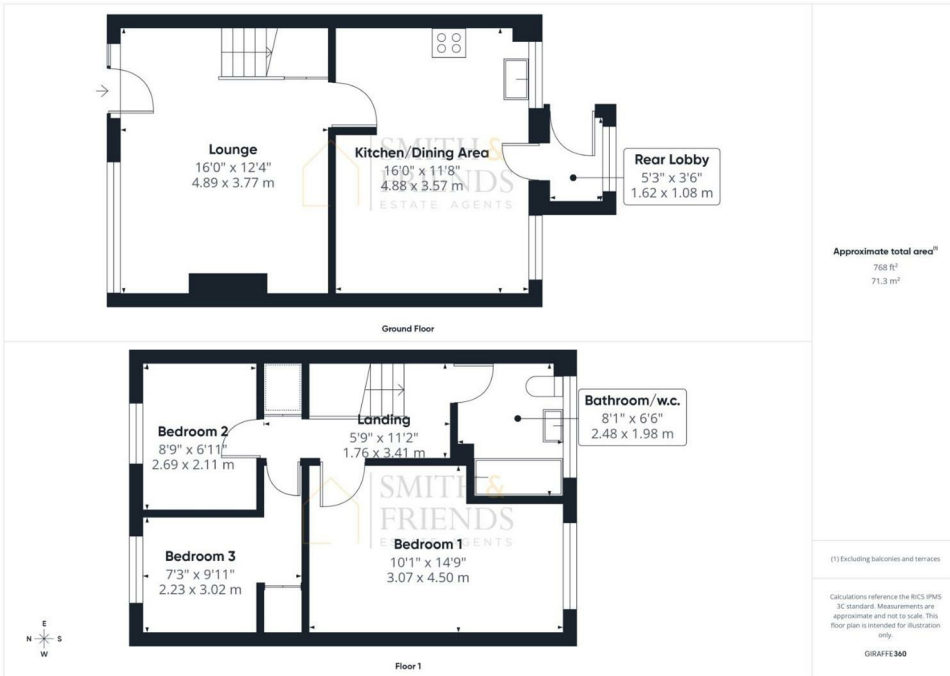 Lounge
16'0" x 12'4"
4.89 x 3.77 m
Kitchen/Dining Area
16'0" x 11'8"
4.88 x 3.57 m
SMITH &
FRIENDS
ESTATE AGENTS
Rear Lobby
5'3" x 3'6"
1.62 x 1.08 m
Ground Floor
Approximate total area(1)
768 ft²
71.3 m²
Bedroom 2
8'9" x 6'11"
2.69 x 2.11 m
Landing
5'9" x 11'2"
1.76 x 3.41 m
Bathroom/w.c.
8'1" x 6'6"
2.48 x 1.98 m
SMITH &
FRIENDS
ESTATE AGENTS
Bedroom 3
7'3" x 9'11"
2.23 x 3.02 m
Bedroom 1
10'1" x 14'9"
3.07 x 4.50 m
E
N S
W
Floor 1
(1) Excluding balconies and terraces
Calculations reference the RICS IPMS
3C standard. Measurements are
approximate and not to scale. This
floor plan is intended for illustration
only.
GIRAFFE360